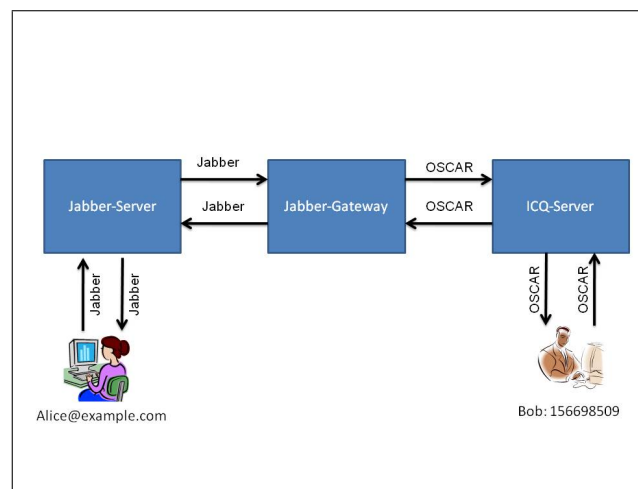 Jabber
OSCAR
Jabber-Server
Jabber-Gateway
ICQ-Server
Jabber
OSCAR
Jabber
Jabber
OSCAR
OSCAR
Alice@example.com
Bob: 156698509